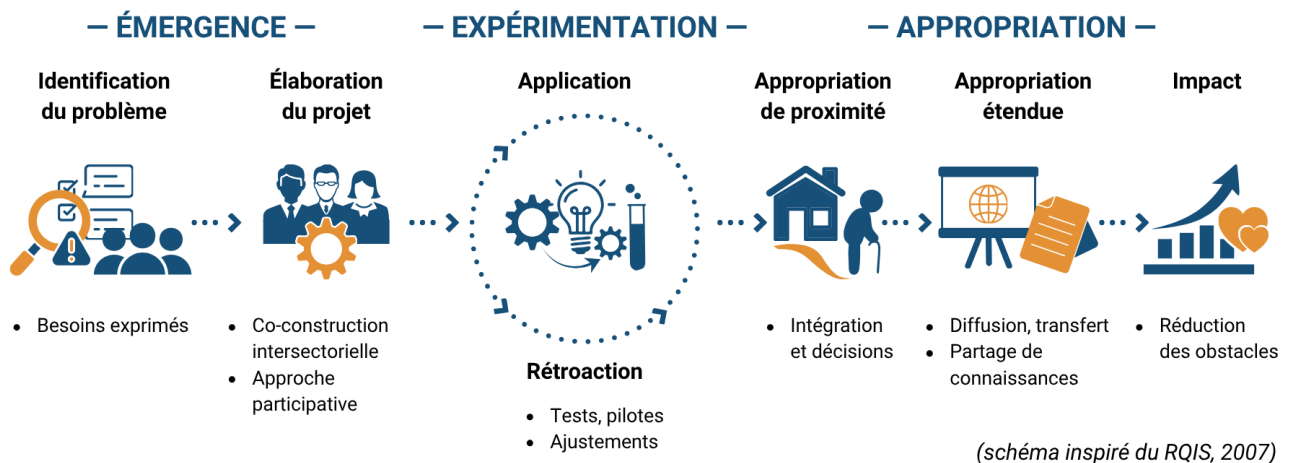 — ÉMERGENCE —
Identification
du problème
• Besoins exprimés
Élaboration
du projet
• Co-construction
intersectorielle
• Approche
participative
— EXPÉRIMENTATION —
Application
Rétroaction
• Tests, pilotes
• Ajustements
— APPROPRIATION —
Appropriation
de proximité
• Intégration
et décisions
Appropriation
étendue
• Diffusion, transfert
• Partage de
connaissances
Impact
• Réduction
des obstacles
(schéma inspiré du RQIS, 2007)